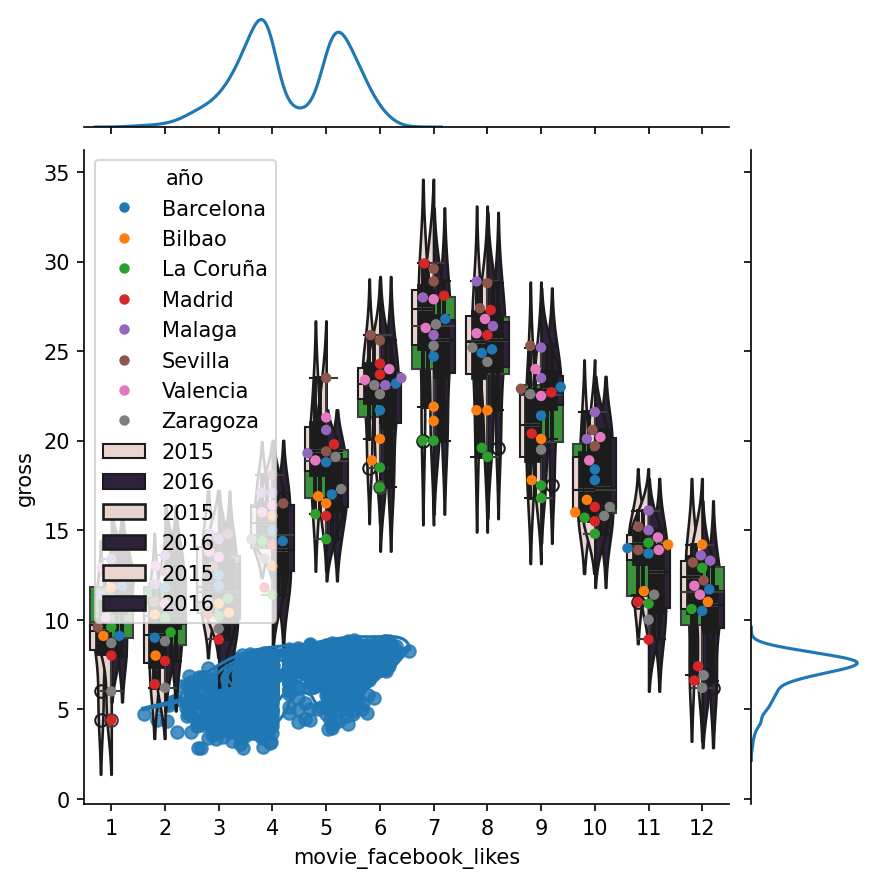 35
30
25
20
15
10
5
0
gross
año
Barcelona
Bilbao
La Coruña
Madrid
Malaga
Sevilla
Valencia
Zaragoza
2015
2016
2015
2016
2015
2016
1 2 3 4 5 6 7 8 9 10 11 12
movie_facebook_likes